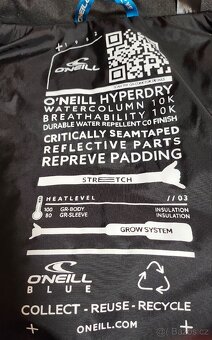 1952
O'NEILL
O'NEILL HYPERDRY
WATERCOLUMN 10K
BREATHABILITY 10K
DURABLE WATER REPELLENT C0 FINISH
CRITICALLY SEAMTAPED
REFLECTIVE PARTS
REPREVE PADDING
STRETCH
HEATLEVEL //03
100 GR-BODY INSULATION
80 GR-SLEEVE INSULATION
GROW SYSTEM
O'NEILL
BLUE
COLLECT - REUSE - RECYCLE
ONEILL.COM